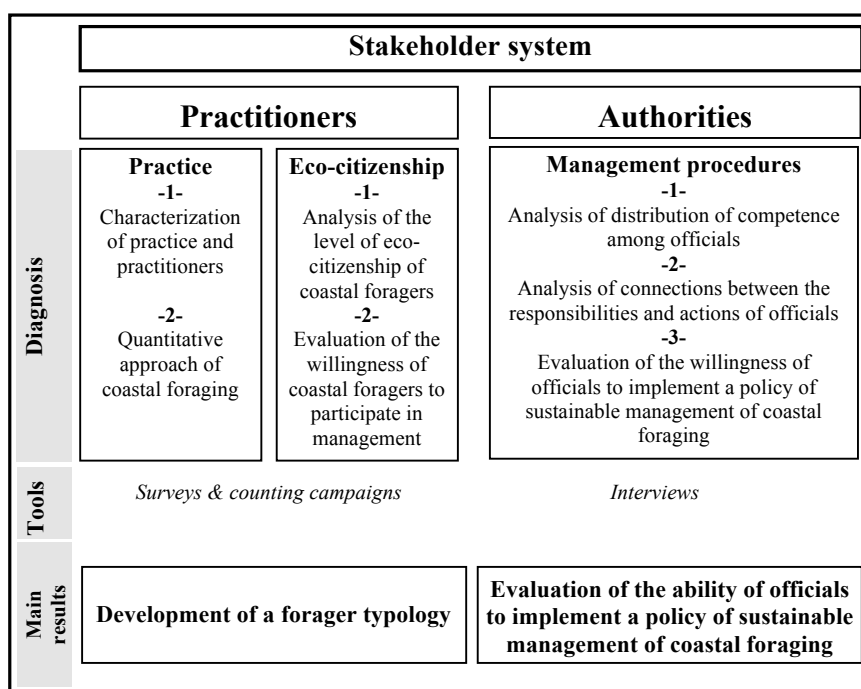 Stakeholder system
Practitioners
Authorities
Diagnosis
Practice
-1-
Characterization
of practice and
practitioners
-2-
Quantitative
approach of
coastal foraging
Eco-citizenship
-1-
Analysis of the
level of eco-
citizenship of
coastal foragers
-2-
Evaluation of the
willingness of
coastal foragers to
participate in
management
Management procedures
-1-
Analysis of distribution of competence
among officials
-2-
Analysis of connections between the
responsibilities and actions of officials
-3-
Evaluation of the willingness of
officials to implement a policy of
sustainable management of coastal
foraging
Tools
Surveys & counting campaigns
Interviews
Main
results
Development of a forager typology
Evaluation of the ability of officials
to implement a policy of sustainable
management of coastal foraging